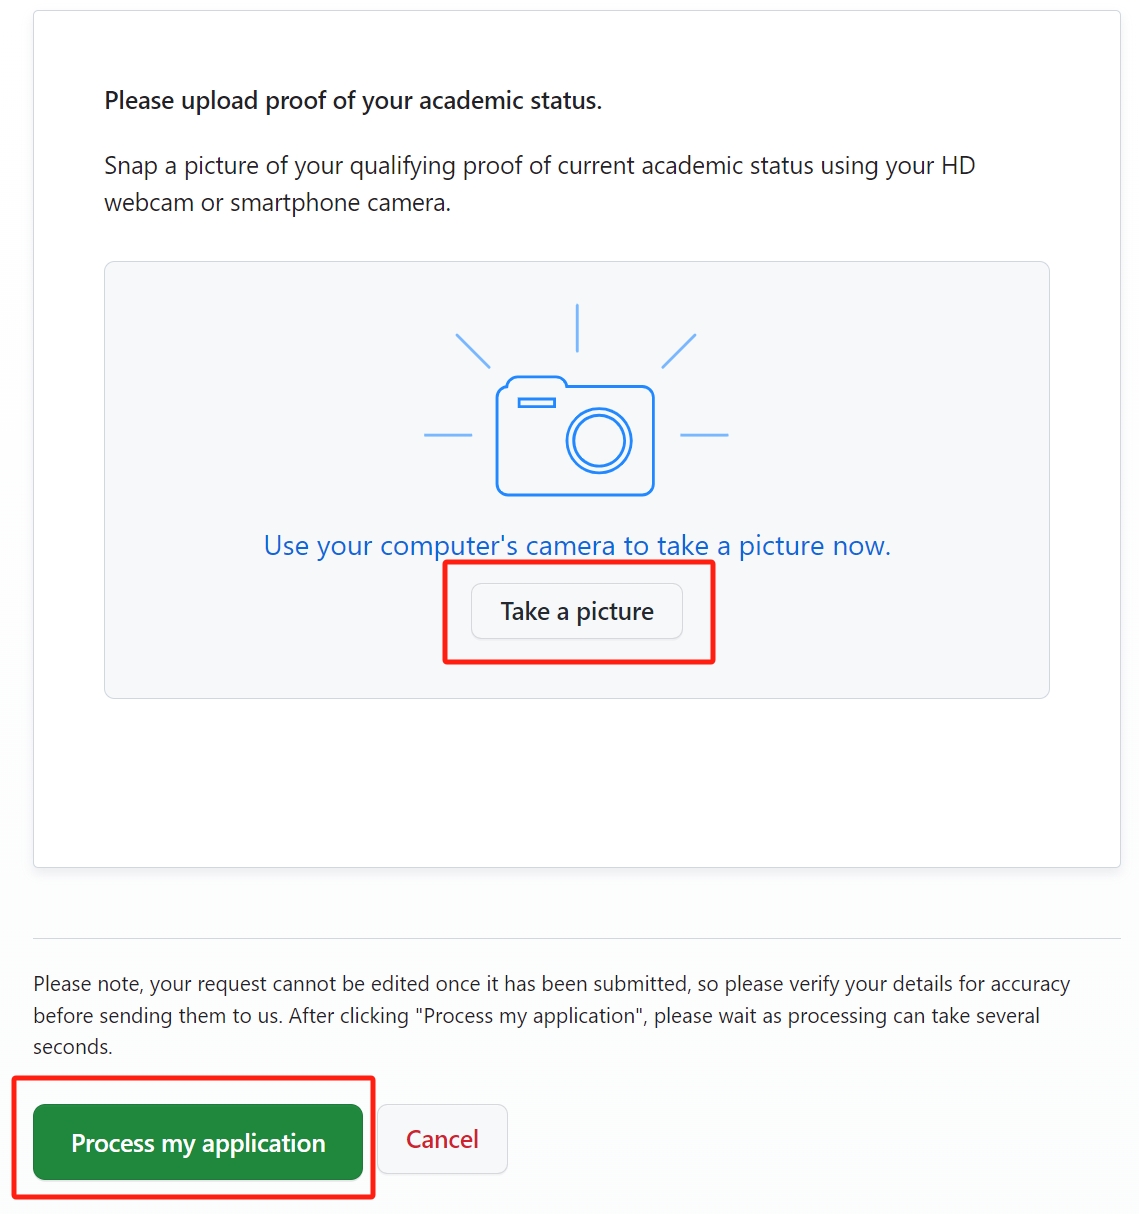 Please upload proof of your academic status.
Snap a picture of your qualifying proof of current academic status using your HD
webcam or smartphone camera.
Use your computer's camera to take a picture now.
Take a picture
Please note, your request cannot be edited once it has been submitted, so please verify your details for accuracy
before sending them to us. After clicking "Process my application", please wait as processing can take several
seconds.
Process my application
Cancel